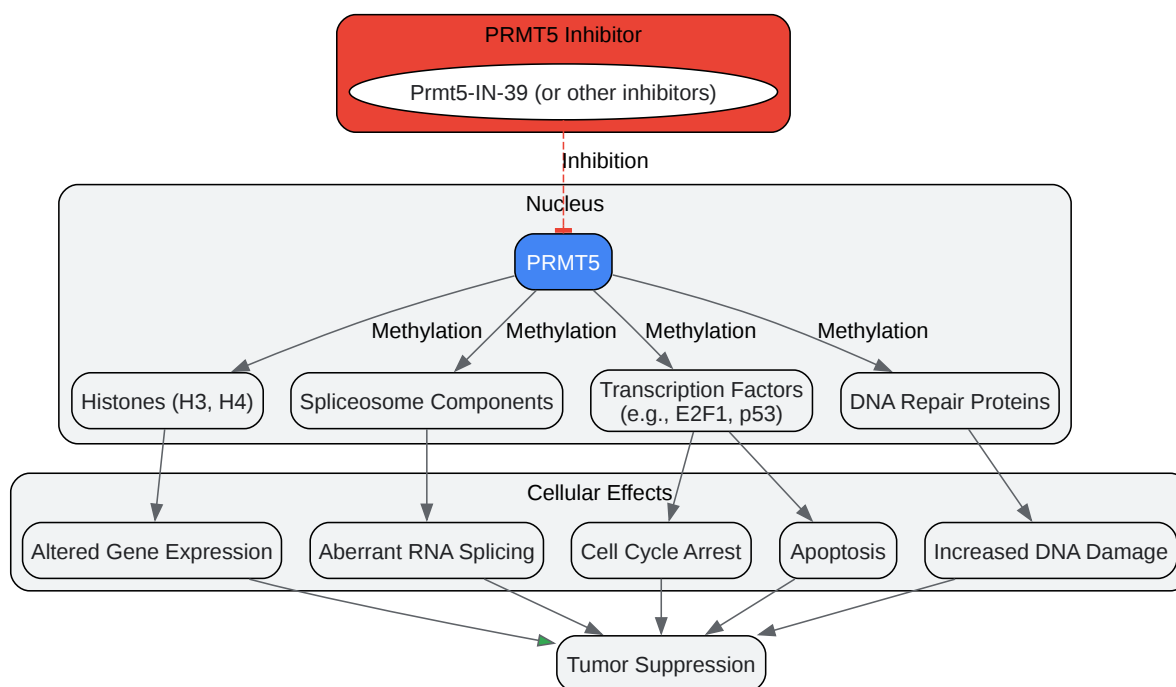 PRMT5 Inhibitor
Prmt5-IN-39 (or other inhibitors)
Inhibition
Nucleus
PRMT5
Methylation
Methylation
Methylation
Methylation
Histones (H3, H4)
Spliceosome Components
Transcription Factors
(e.g., E2F1, p53)
DNA Repair Proteins
Cellular Effects
Altered Gene Expression
Aberrant RNA Splicing
Cell Cycle Arrest
Apoptosis
Increased DNA Damage
Tumor Suppression